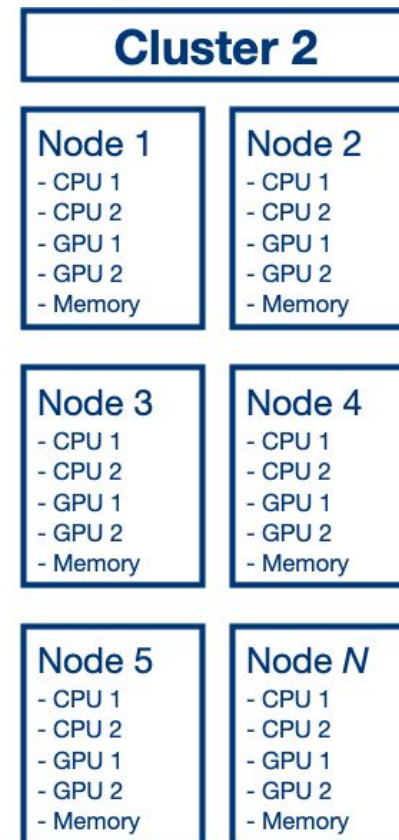 Cluster 2
Node 1
- CPU 1
- CPU 2
- GPU 1
- GPU 2
- Memory
Node 2
- CPU 1
- CPU 2
- GPU 1
- GPU 2
- Memory
Node 3
- CPU 1
- CPU 2
- GPU 1
- GPU 2
- Memory
Node 4
- CPU 1
- CPU 2
- GPU 1
- GPU 2
- Memory
Node 5
- CPU 1
- CPU 2
- GPU 1
- GPU 2
- Memory
Node N
- CPU 1
- CPU 2
- GPU 1
- GPU 2
- Memory